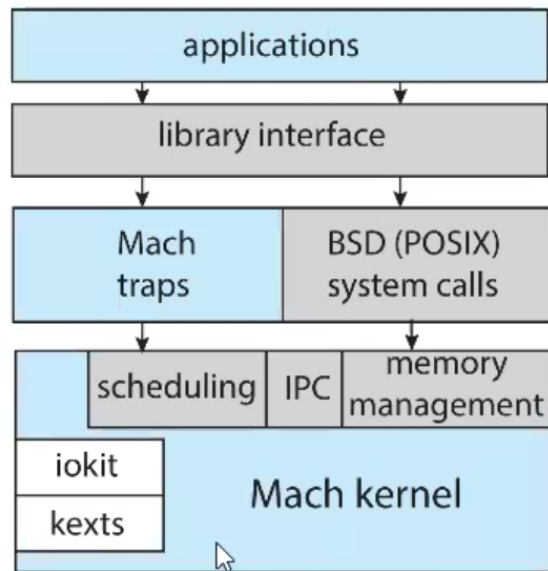 applications
library interface
Mach
traps
BSD (POSIX)
system calls
scheduling
IPC
memory
management
iokit
kexts
Mach kernel